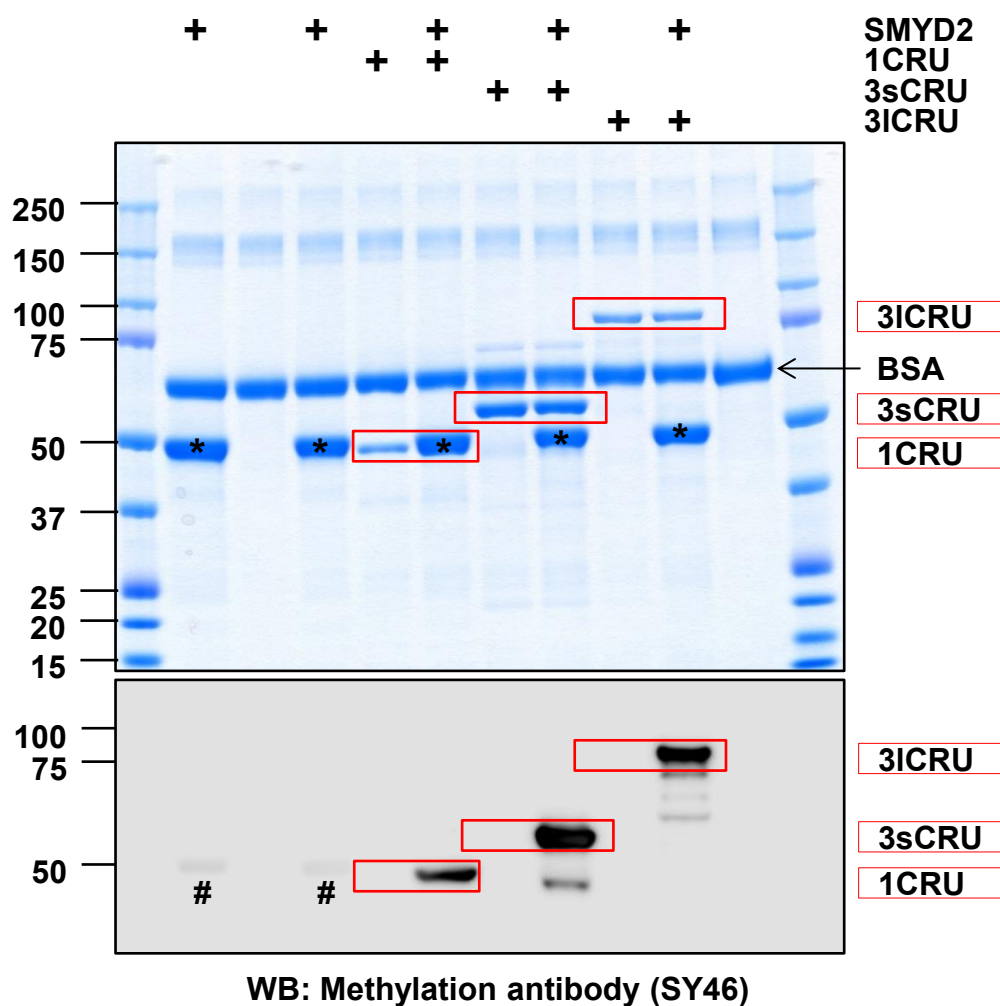 + + + + + SMYD2
+ + 1CRU
+ + 3sCRU
+ + 3lCRU
250
150
100
75
50
37
25
20
15
3lCRU
BSA
3sCRU
1CRU
* * * * *
100
75
50
# #
3lCRU
3sCRU
1CRU
WB: Methylation antibody (SY46)